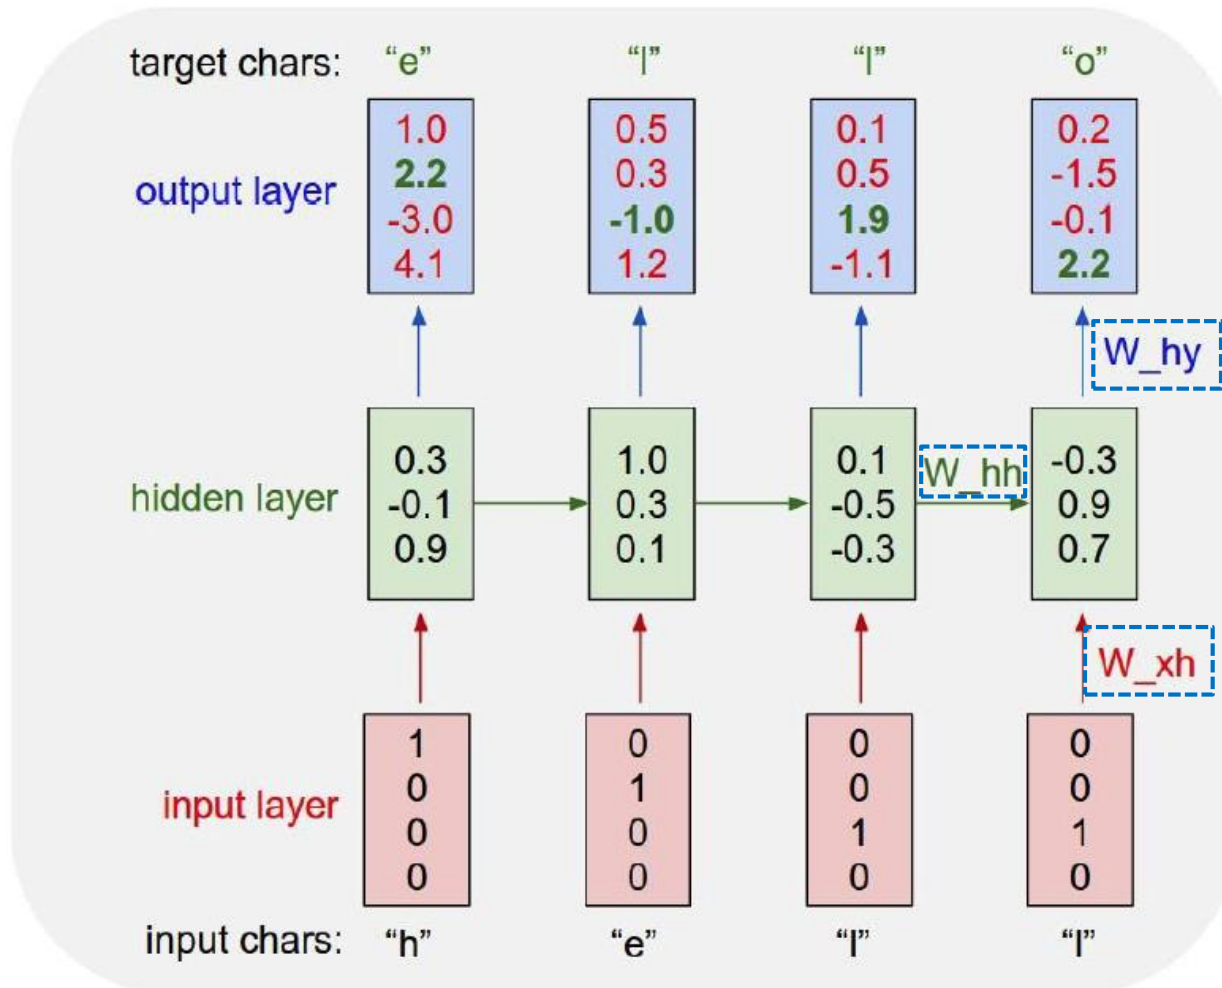 target chars: “e” “l” “l” “o”
1.0 0.5 0.1 0.2
2.2 0.3 0.5 -1.5
output layer
-3.0 -1.0 1.9 -0.1
4.1 1.2 -1.1 2.2
W_hy
0.3 1.0 0.1 -0.3
W_hh
hidden layer -0.1 0.3 -0.5 0.9
0.9 0.1 -0.3 0.7
W_xh
1 0 0 0
0 1 0 0
input layer
0 0 1 1
0 0 0 0
input chars: “h” “e” “l” “l”